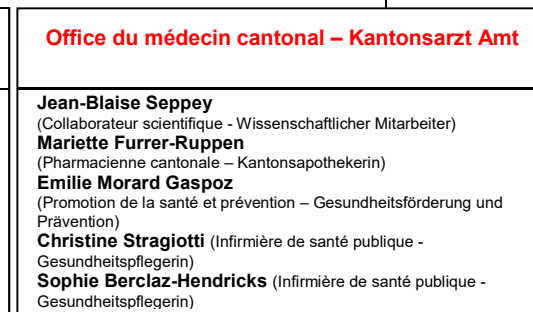 Office du médecin cantonal – Kantonsarzt Amt
Jean-Blaise Seppey
(Collaborateur scientifique - Wissenschaftlicher Mitarbeiter)
Mariette Furrer-Ruppen
(Pharmacienne cantonale – Kantonsapothekerin)
Emilie Morard Gaspoz
(Promotion de la santé et prévention – Gesundheitsförderung und
Prävention)
Christine Stragiotti (Infirmière de santé publique -
Gesundheitspflegerin)
Sophie Berclaz-Hendricks (Infirmière de santé publique -
Gesundheitspflegerin)